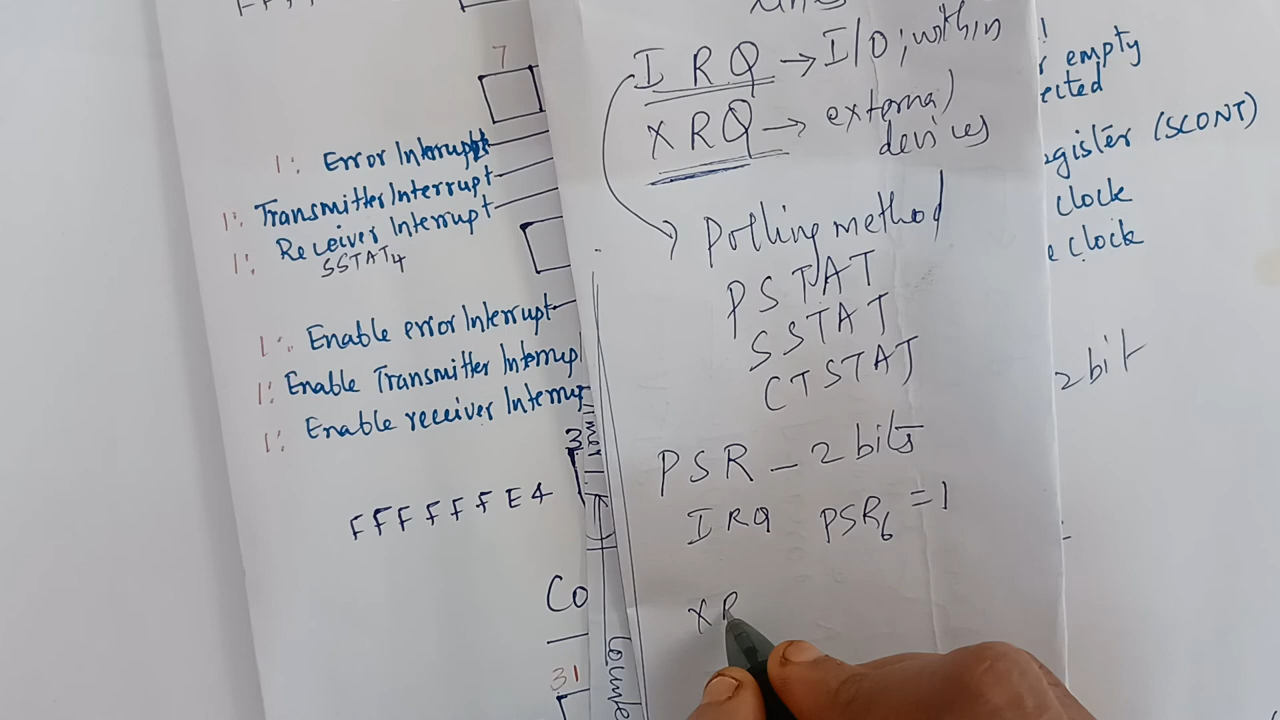 7
1: Error Interrupt
1: Transmitter Interrupt
1: Receiver Interrupt
SSTAT4
1: Enable error Interrupt
1: Enable Transmitter Interrup
1: Enable receiver Interrup
3
FFFFFFE4
Co
31
IRQ → I/O; within
XRQ → external
devices
Polling method
PSTAT
SSTAT
CTSTAT
PSR - 2 bits
IRQ PSR6 = 1
XR
r empty
ected
gister (SCONT)
clock
e clock
2 bit